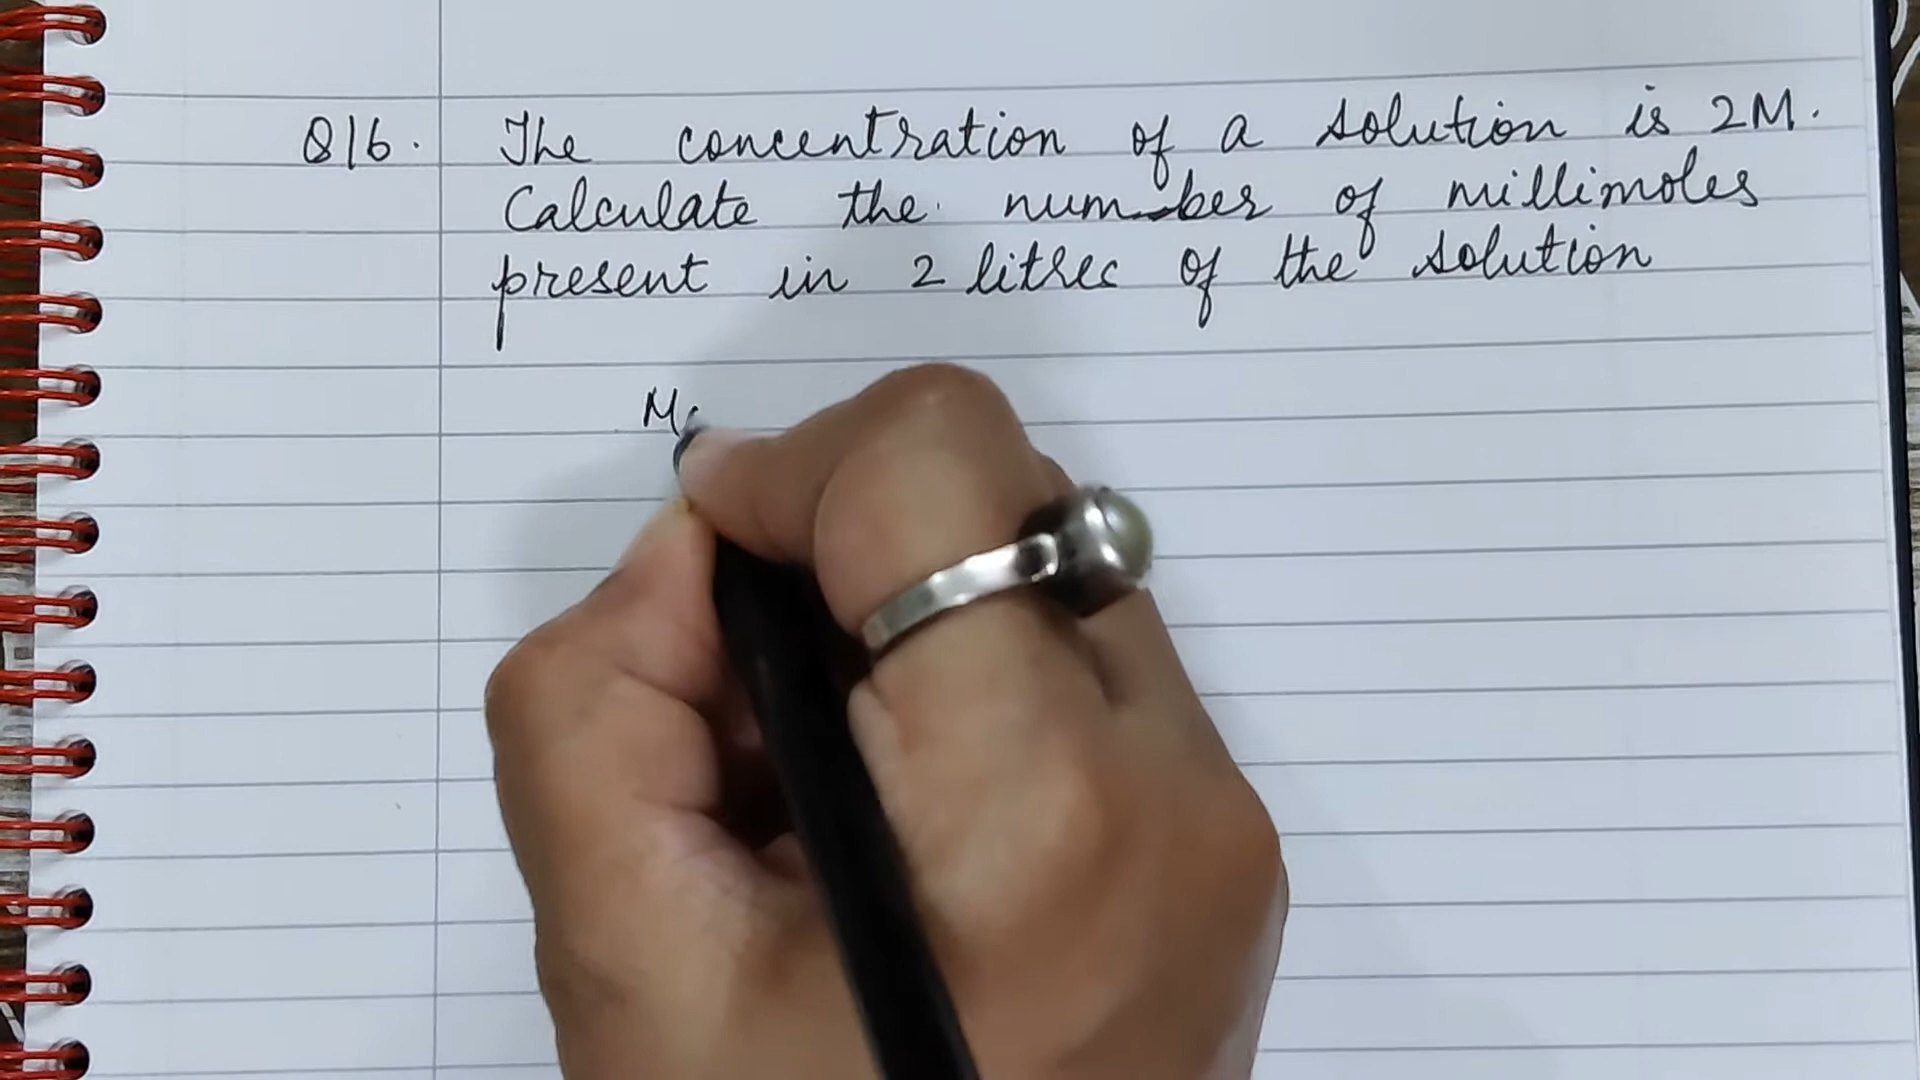 Q16. The concentration of a solution is 2M.
Calculate the number of millimoles
present in 2 litres of the solution
Mo